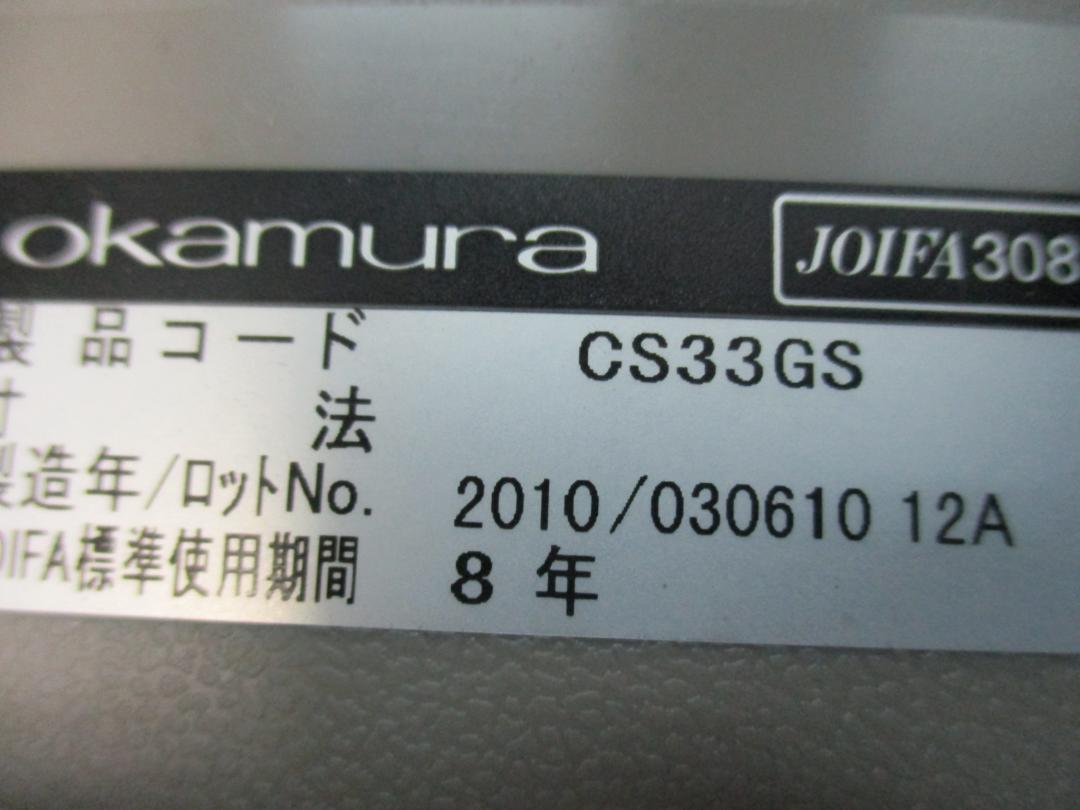 okamura
JOIFA308
製品コード CS33GS
寸法
製造年/ロットNo. 2010/030610 12A
OIFA標準使用期間 8年